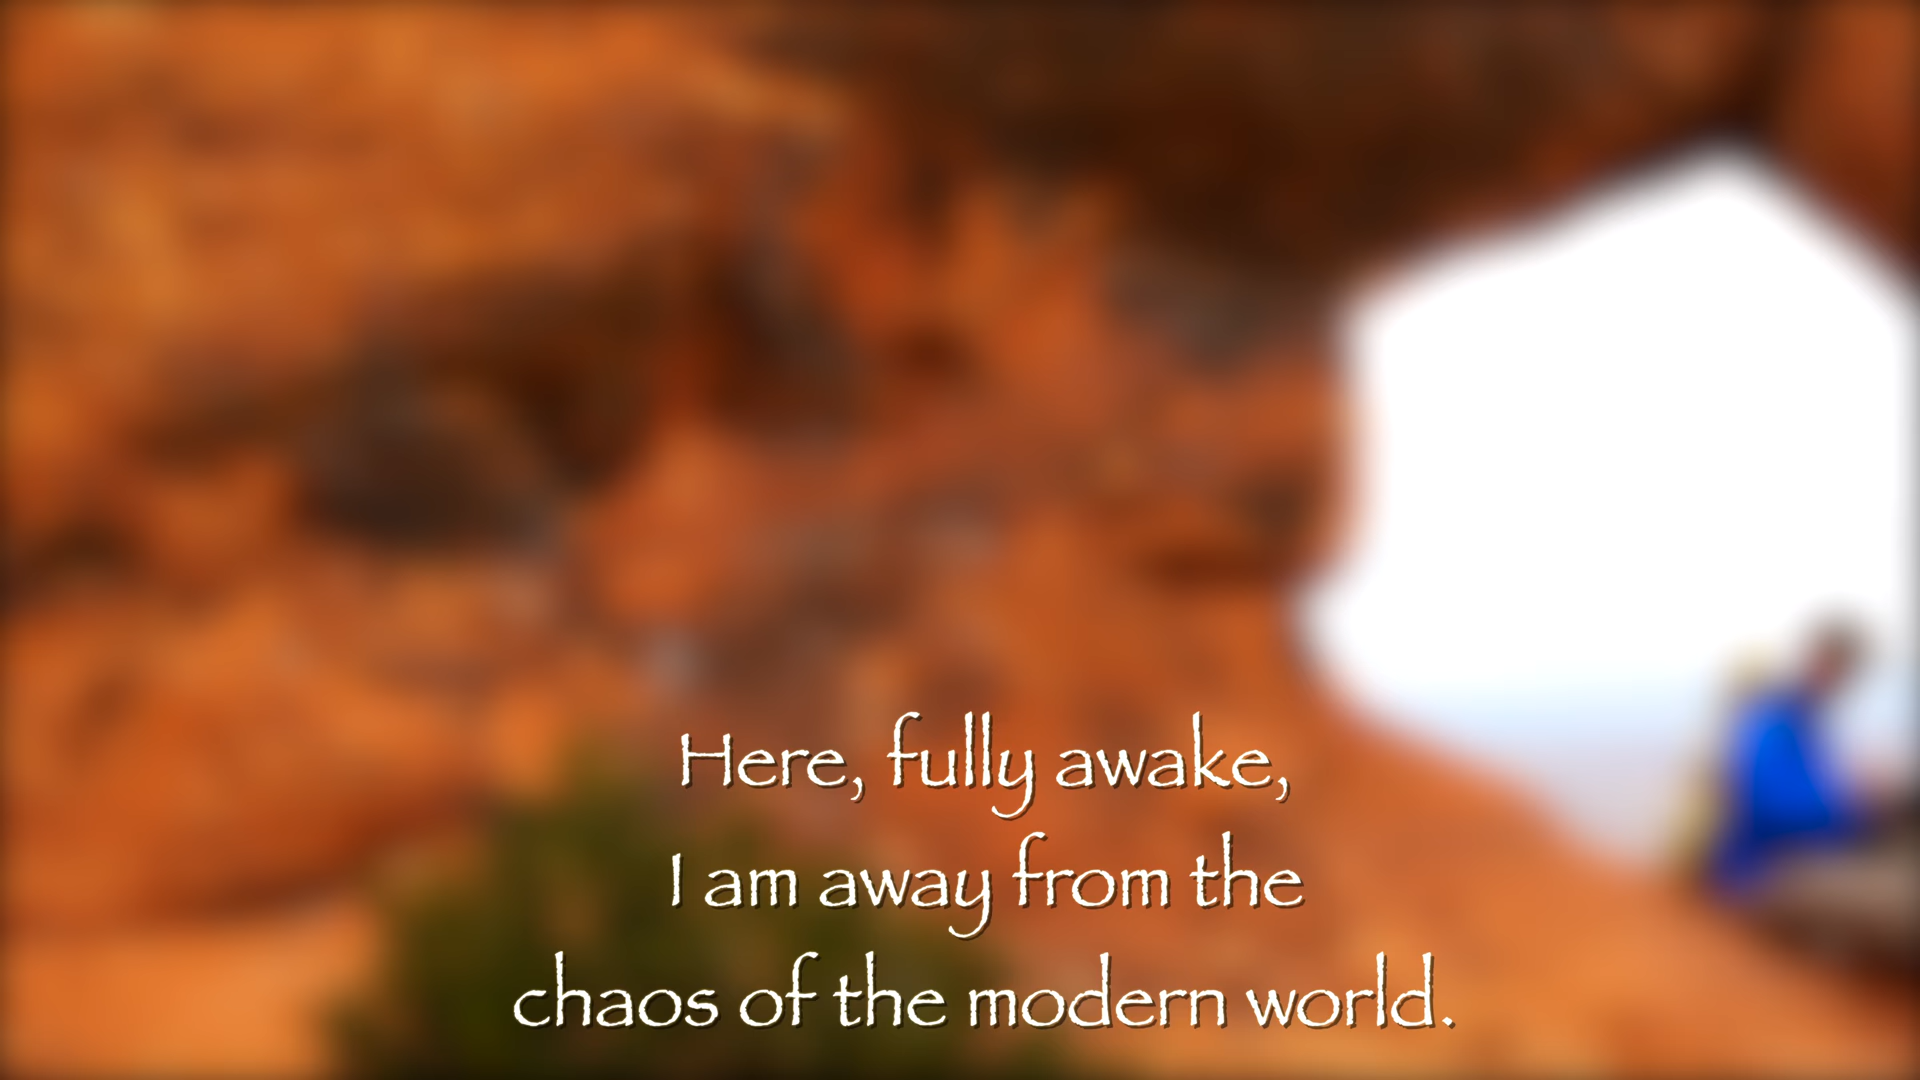 Here, fully awake,
I am away from the
chaos of the modern world.